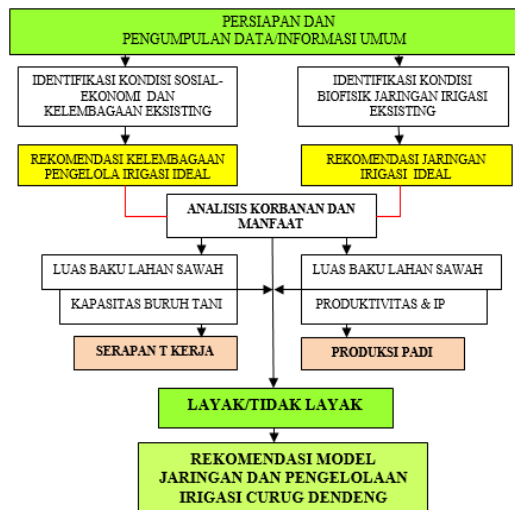 PERSIAPAN DAN
PENGUMPULAN DATA/INFORMASI UMUM
IDENTIFIKASI KONDISI SOSIAL-
EKONOMI DAN
KELEMBAGAAN EKSISTING
IDENTIFIKASI KONDISI
BIOFISIK JARINGAN IRIGASI
EKSISTING
REKOMENDASI KELEMBAGAAN
PENGELOLA IRIGASI IDEAL
REKOMENDASI JARINGAN
IRIGASI IDEAL
ANALISIS KORBANAN DAN
MANFAAT
LUAS BAKU LAHAN SAWAH
LUAS BAKU LAHAN SAWAH
KAPASITAS BURUH TANI
PRODUKTIVITAS & IP
SERAPAN T KERJA
PRODUKSI PADI
LAYAK/TIDAK LAYAK
REKOMENDASI MODEL
JARINGAN DAN PENGELOLAAN
IRIGASI CURUG DENDENG